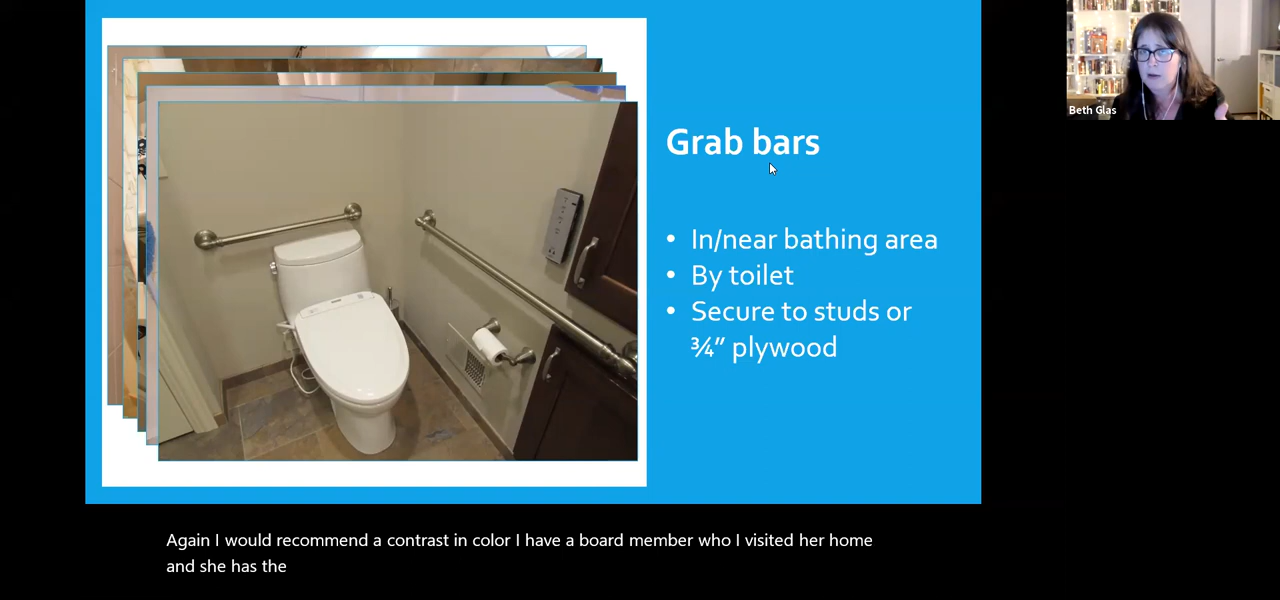 Beth Glas
Grab bars
• In/near bathing area
• By toilet
• Secure to studs or
¾” plywood
Again I would recommend a contrast in color I have a board member who I visited her home
and she has the